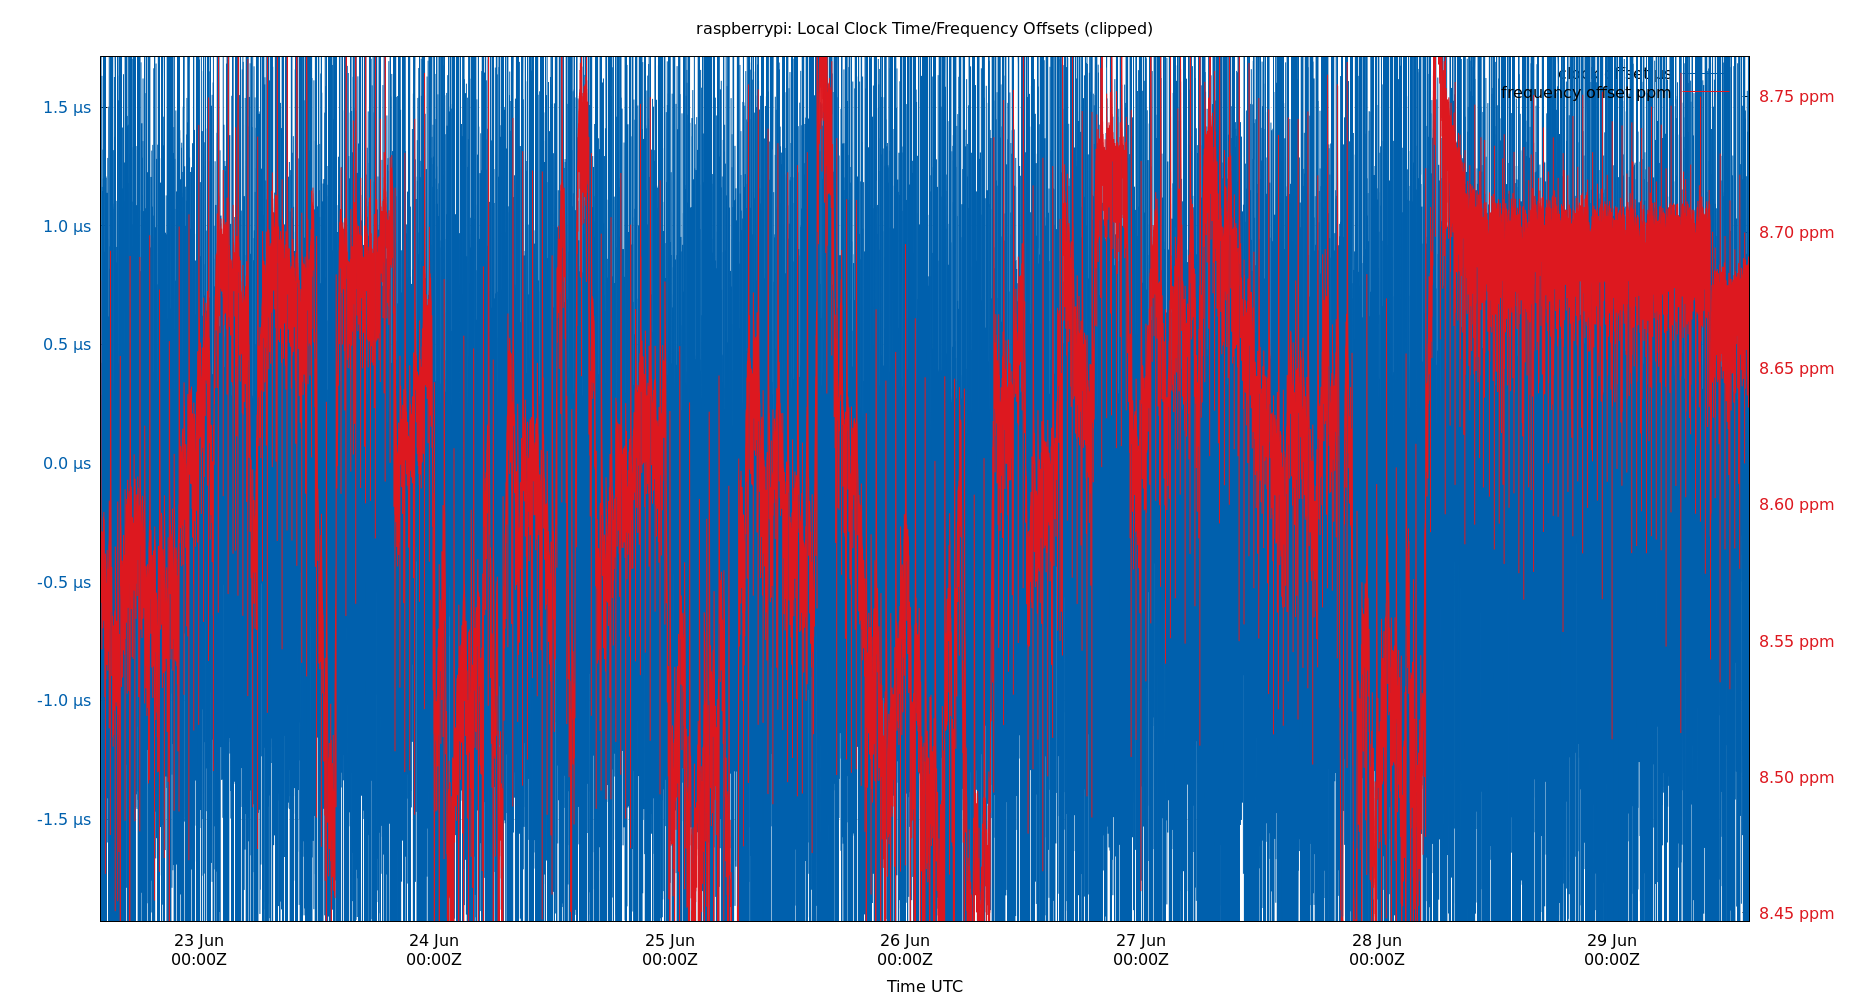 raspberrypi: Local Clock Time/Frequency Offsets (clipped)
clock offset µs
frequency offset ppm
1.5 µs
1.0 µs
0.5 µs
0.0 µs
-0.5 µs
-1.0 µs
-1.5 µs
8.75 ppm
8.70 ppm
8.65 ppm
8.60 ppm
8.55 ppm
8.50 ppm
8.45 ppm
23 Jun 24 Jun 25 Jun 26 Jun 27 Jun 28 Jun 29 Jun
00:00Z 00:00Z 00:00Z 00:00Z 00:00Z 00:00Z 00:00Z
Time UTC